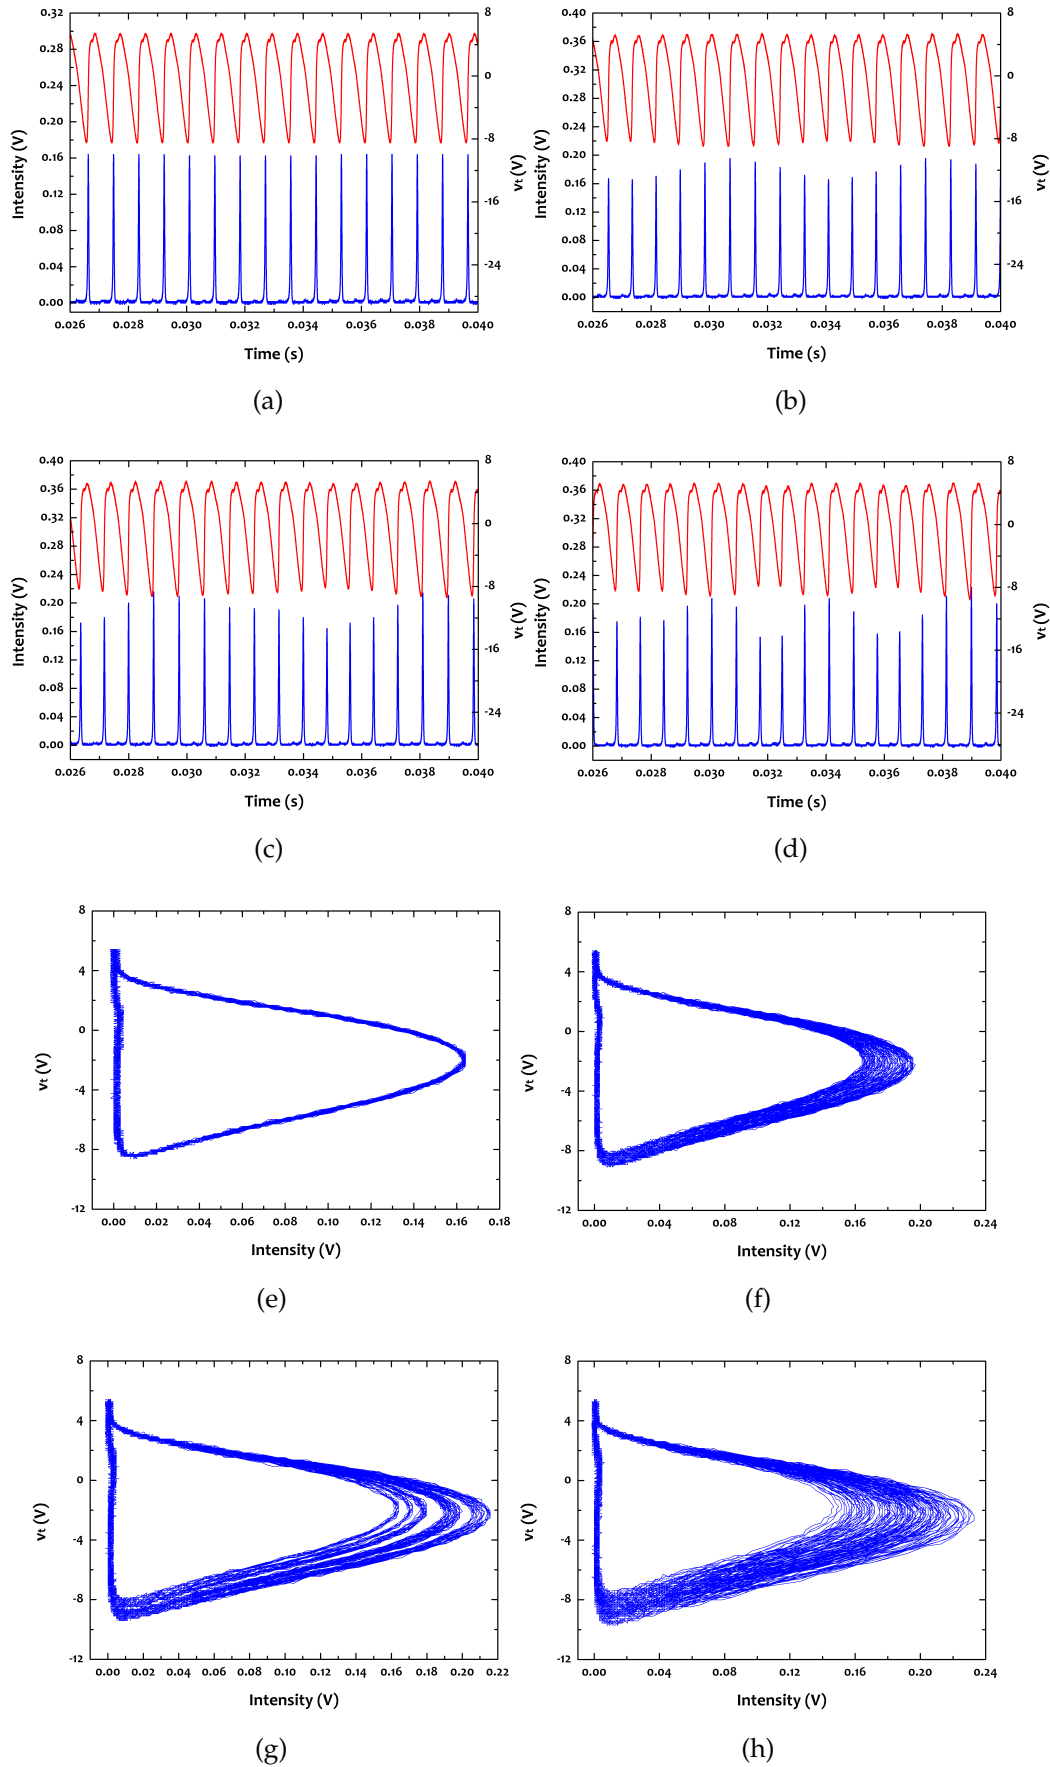 0.32 0.28 0.24 0.20 0.16 0.12 0.08 0.04 0.00
Intensity (V)
8 0 -8 -16 -24
vt (V)
0.026 0.028 0.030 0.032 0.034 0.036 0.038 0.040
Time (s)
(a)
0.40 0.36 0.32 0.28 0.24 0.20 0.16 0.12 0.08 0.04 0.00
Intensity (V)
8 0 -8 -16 -24
vt (V)
0.026 0.028 0.030 0.032 0.034 0.036 0.038 0.040
Time (s)
(b)
0.40 0.36 0.32 0.28 0.24 0.20 0.16 0.12 0.08 0.04 0.00
Intensity (V)
8 0 -8 -16 -24
vt (V)
0.026 0.028 0.030 0.032 0.034 0.036 0.038 0.040
Time (s)
(c)
0.40 0.36 0.32 0.28 0.24 0.20 0.16 0.12 0.08 0.04 0.00
Intensity (V)
8 0 -8 -16 -24
vt (V)
0.026 0.028 0.030 0.032 0.034 0.036 0.038 0.040
Time (s)
(d)
8 4 0 -4 -8 -12
vt (V)
0.00 0.02 0.04 0.06 0.08 0.10 0.12 0.14 0.16 0.18
Intensity (V)
(e)
8 4 0 -4 -8 -12
vt (V)
0.00 0.04 0.08 0.12 0.16 0.20 0.24
Intensity (V)
(f)
8 4 0 -4 -8 -12
vt (V)
0.00 0.02 0.04 0.06 0.08 0.10 0.12 0.14 0.16 0.18 0.20 0.22
Intensity (V)
(g)
8 4 0 -4 -8 -12
vt (V)
0.00 0.04 0.08 0.12 0.16 0.20 0.24
Intensity (V)
(h)